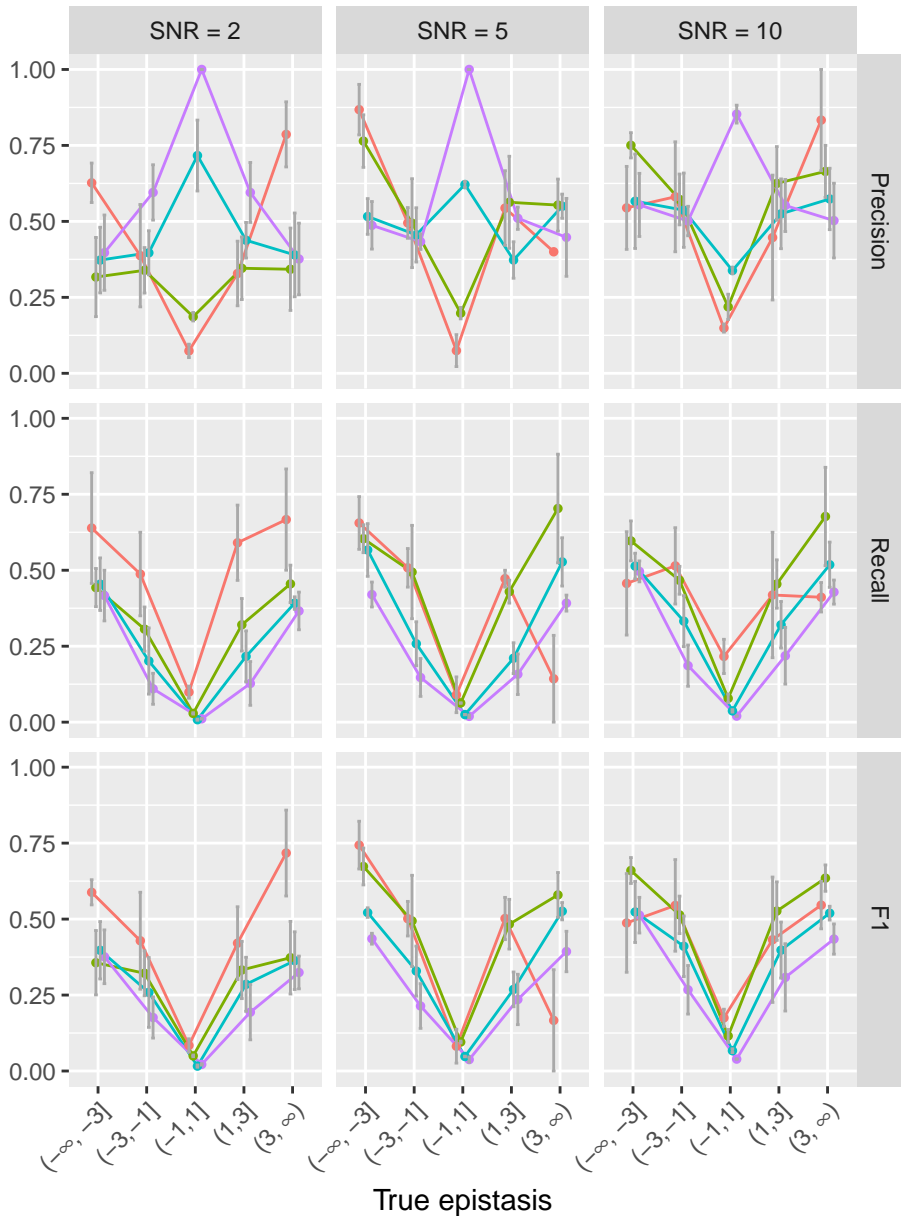 SNR = 2 SNR = 5 SNR = 10
1.00
0.75
0.50
0.25
0.00
Precision
1.00
0.75
0.50
0.25
0.00
Recall
1.00
0.75
0.50
0.25
0.00
F1
(−∞, −3] (−3,−1] (−1,1] (1,3] (3, ∞) (−∞, −3] (−3,−1] (−1,1] (1,3] (3, ∞) (−∞, −3] (−3,−1] (−1,1] (1,3] (3, ∞)
True epistasis